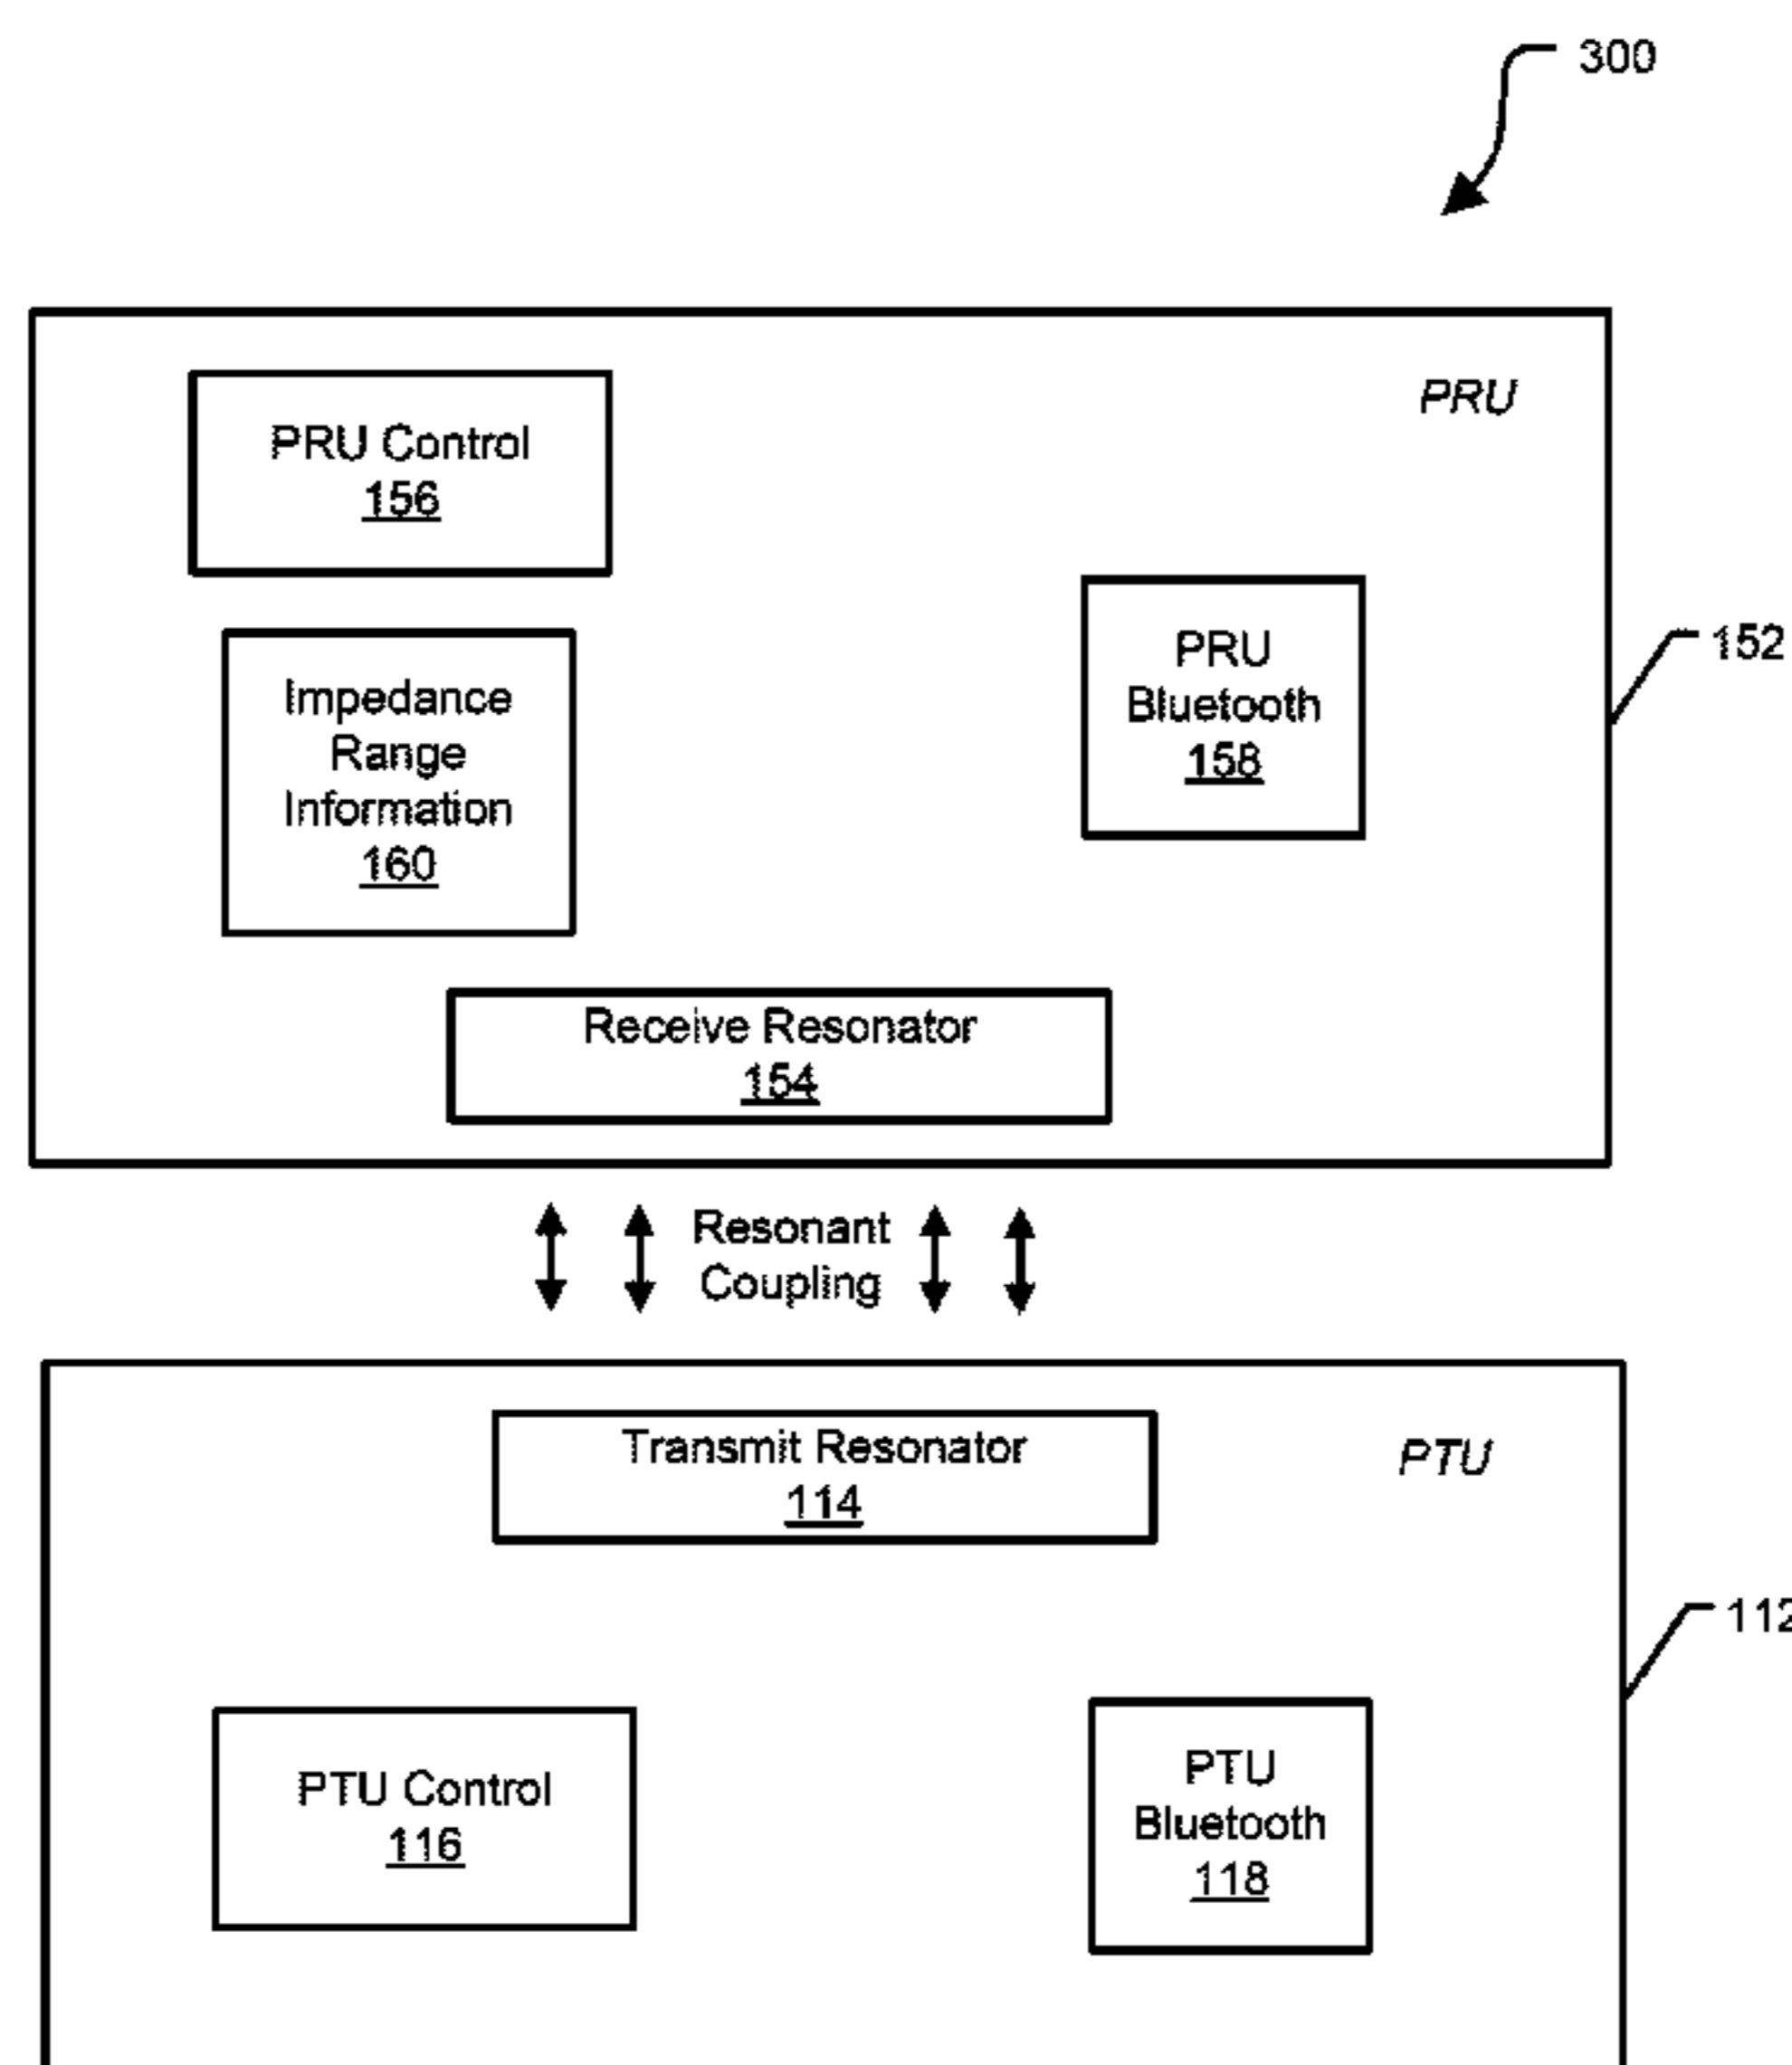 300
PRU
PRU Control
156
PRU
Bluetooth
158
152
Impedance
Range
Information
160
Receive Resonator
154
Resonant
Coupling
Transmit Resonator
114
PTU
112
PTU Control
116
PTU
Bluetooth
118